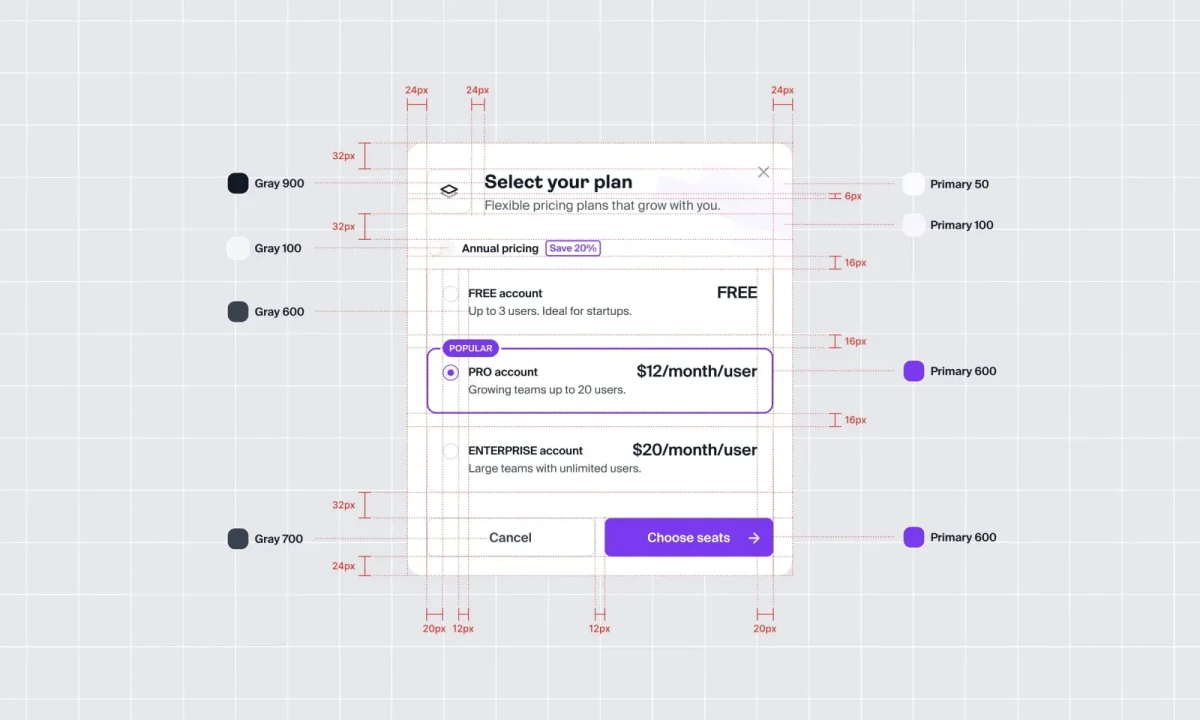 24px
24px
24px
32px
Gray 900
Select your plan
Primary 50
6px
Flexible pricing plans that grow with you.
32px
Primary 100
Gray 100
Annual pricing
Save 20%
16px
FREE account
FREE
Gray 600
Up to 3 users. Ideal for startups.
16px
POPULAR
PRO account
$12/month/user
Primary 600
Growing teams up to 20 users.
16px
ENTERPRISE account
$20/month/user
Large teams with unlimited users.
32px
Gray 700
Cancel
Choose seats
Primary 600
24px
20px
12px
12px
20px